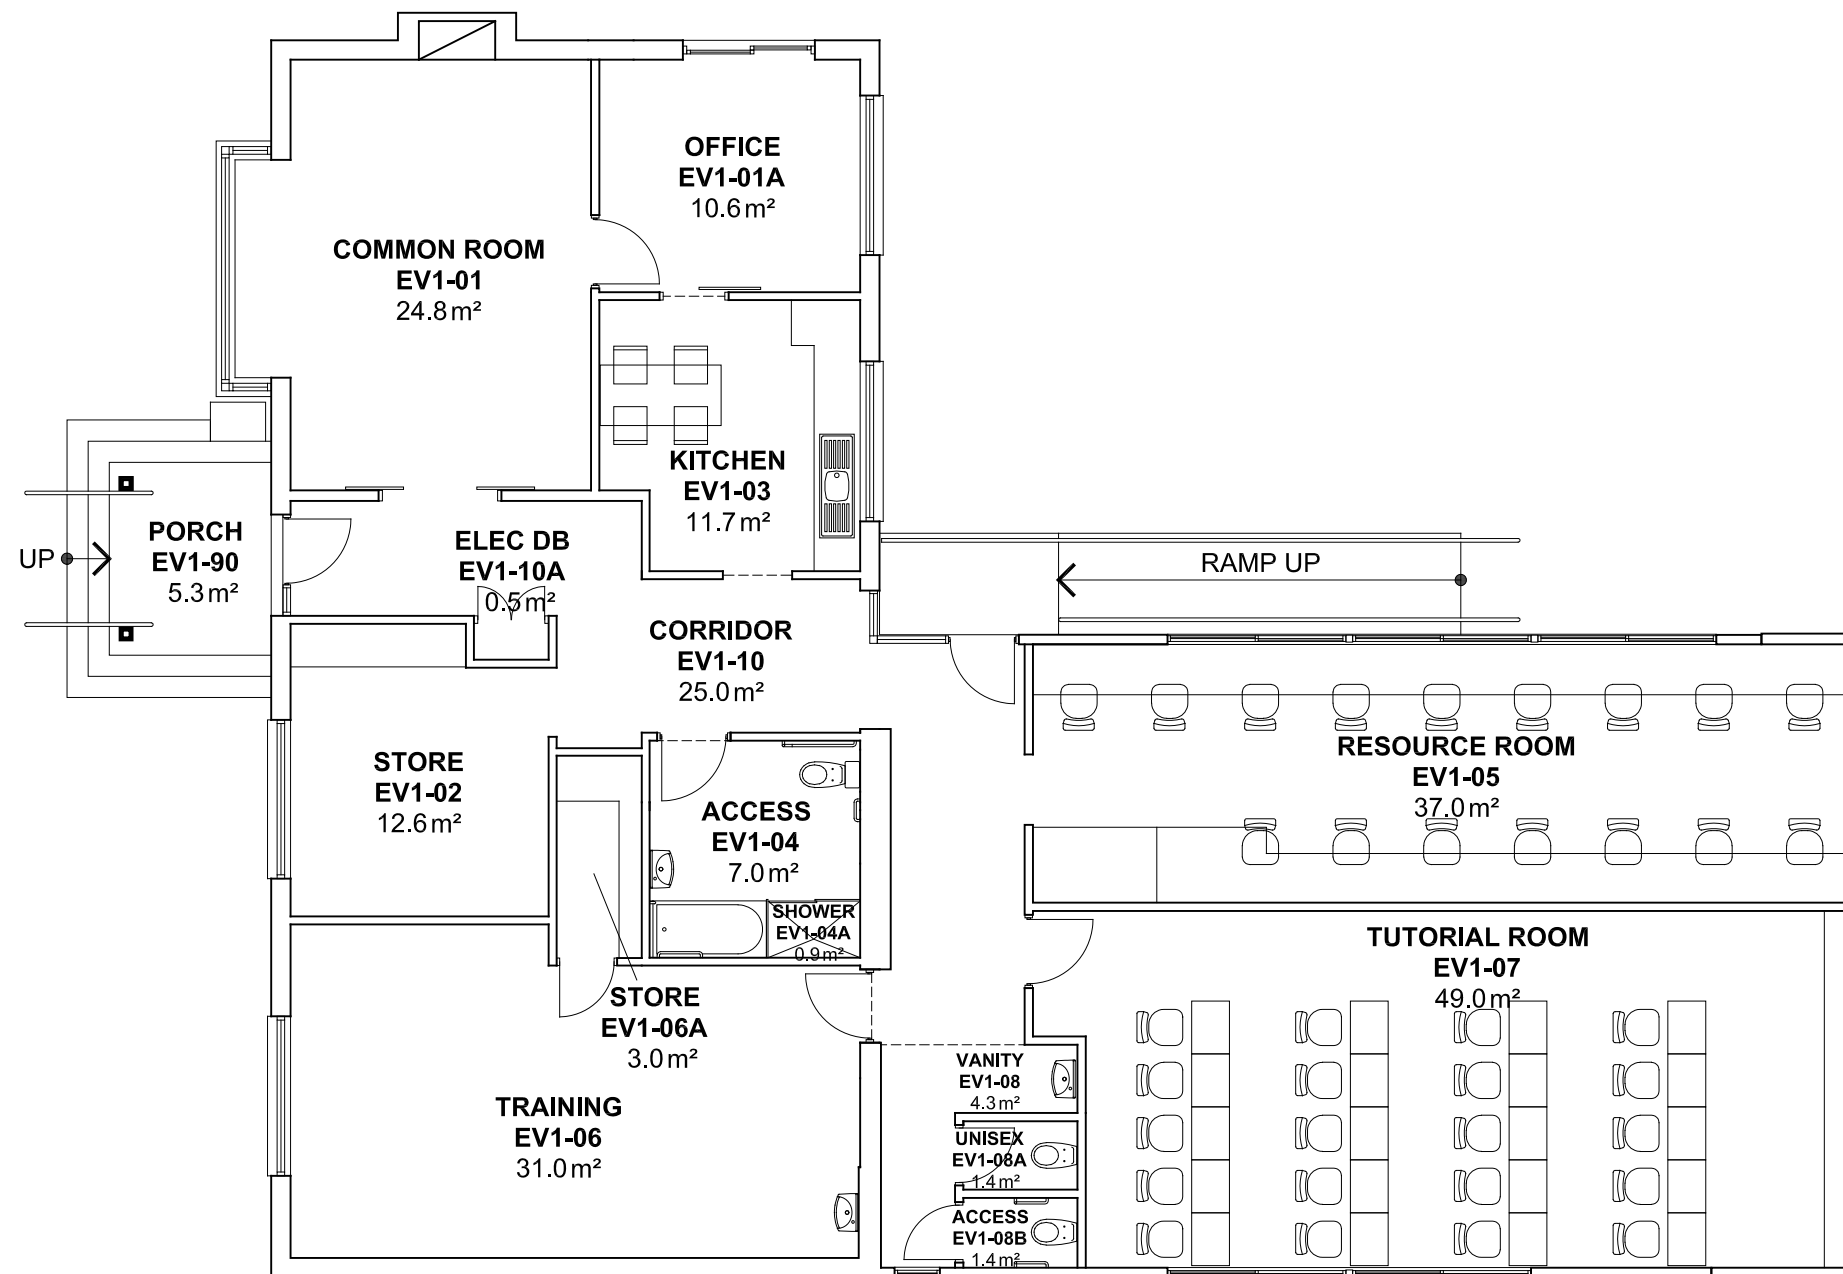 OFFICE
EV1-01A
10.6 m²
COMMON ROOM
EV1-01
24.8 m²
KITCHEN
EV1-03
11.7 m²
PORCH
EV1-90
5.3 m²
UP
ELEC DB
EV1-10A
0.5 m²
RAMP UP
CORRIDOR
EV1-10
25.0 m²
STORE
EV1-02
12.6 m²
RESOURCE ROOM
EV1-05
37.0 m²
ACCESS
EV1-04
7.0 m²
SHOWER
EV1-04A
0.9 m²
TUTORIAL ROOM
EV1-07
49.0 m²
STORE
EV1-06A
3.0 m²
VANITY
EV1-08
4.3 m²
TRAINING
EV1-06
31.0 m²
UNISEX
EV1-08A
1.4 m²
ACCESS
EV1-08B
1.4 m²